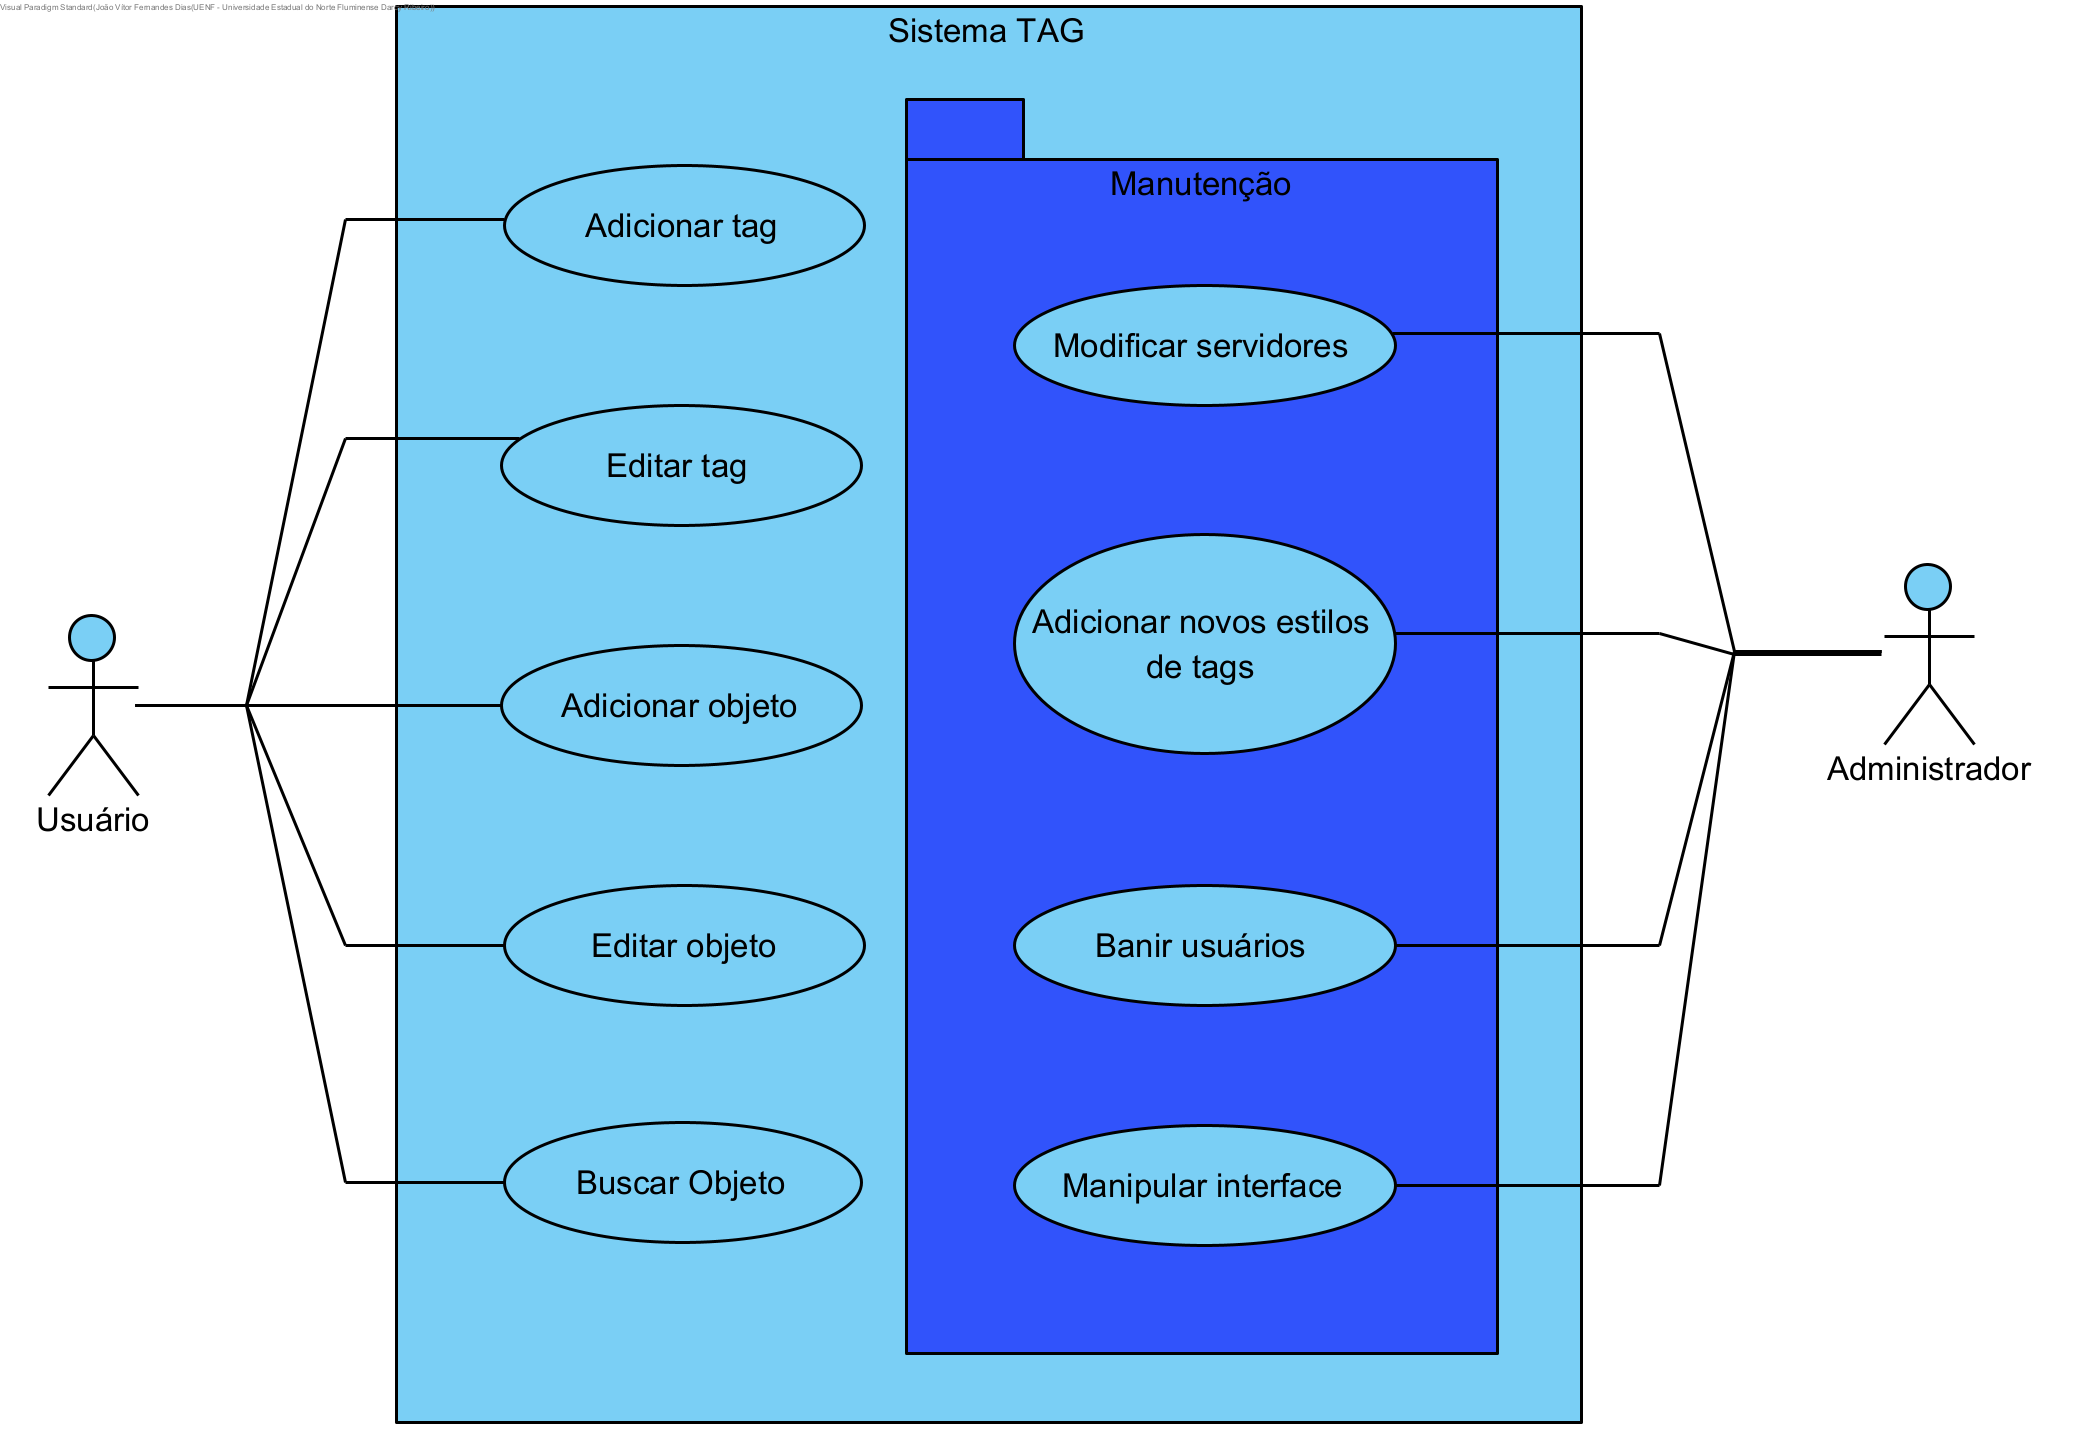 Visual Paradigm Standard(João Vítor Fernandes Dias(UENF - Universidade Estadual do Norte Fluminense Darcy Ribeiro))
Sistema TAG
Manutenção
Adicionar tag
Modificar servidores
Editar tag
Adicionar novos estilos
de tags
Adicionar objeto
Administrador
Usuário
Editar objeto
Banir usuários
Buscar Objeto
Manipular interface